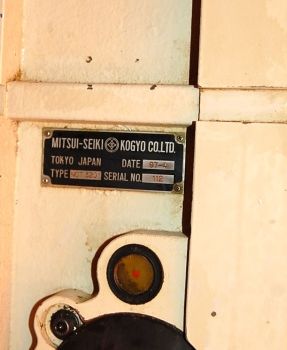 MITSUI-SEIKI KOGYO CO.LTD.
TOKYO JAPAN DATE 97-4
TYPE SERIAL NO. 112